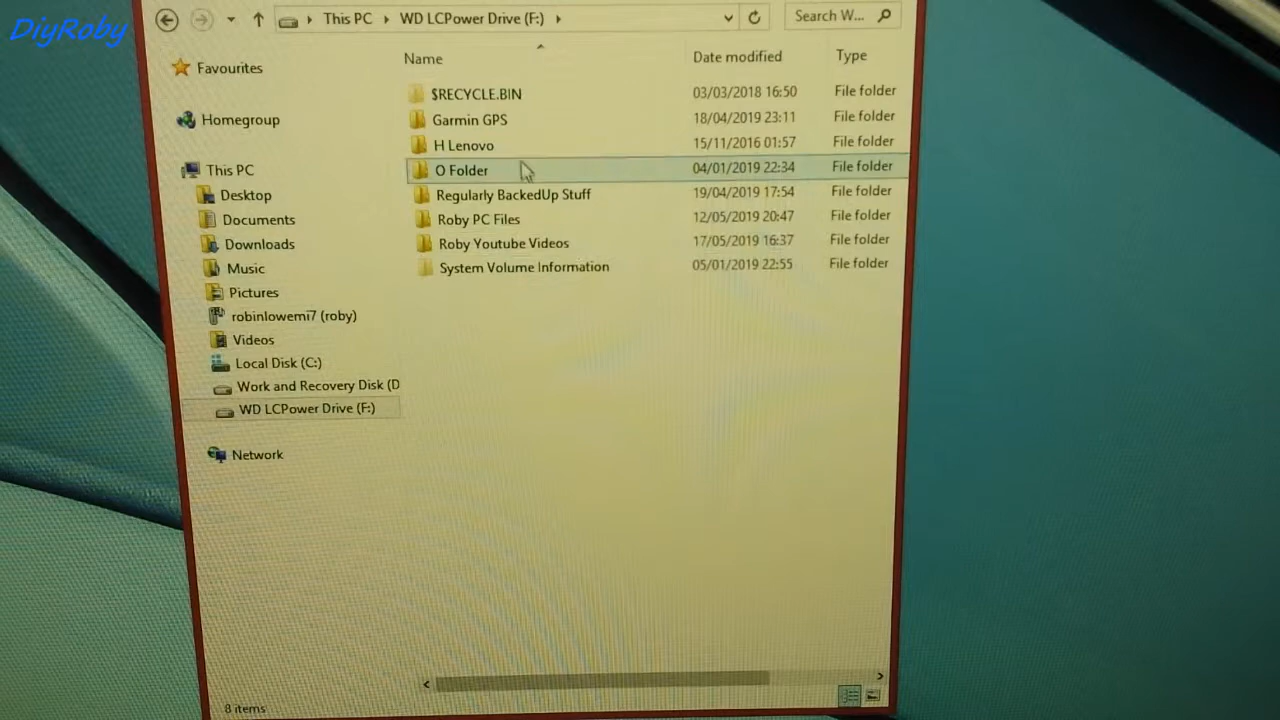 DiyRoby
This PC WD LCPower Drive (F:) Search W...
Name Date modified Type
Favourites
Homegroup
This PC
Desktop
Documents
Downloads
Music
Pictures
robinlowemi7 (roby)
Videos
Local Disk (C:)
Work and Recovery Disk (D
WD LCPower Drive (F:)
Network
$RECYCLE.BIN 03/03/2018 16:50 File folder
Garmin GPS 18/04/2019 23:11 File folder
H Lenovo 15/11/2016 01:57 File folder
O Folder 04/01/2019 22:34 File folder
Regularly BackedUp Stuff 19/04/2019 17:54 File folder
Roby PC Files 12/05/2019 20:47 File folder
Roby Youtube Videos 17/05/2019 16:37 File folder
System Volume Information 05/01/2019 22:55 File folder
8 items